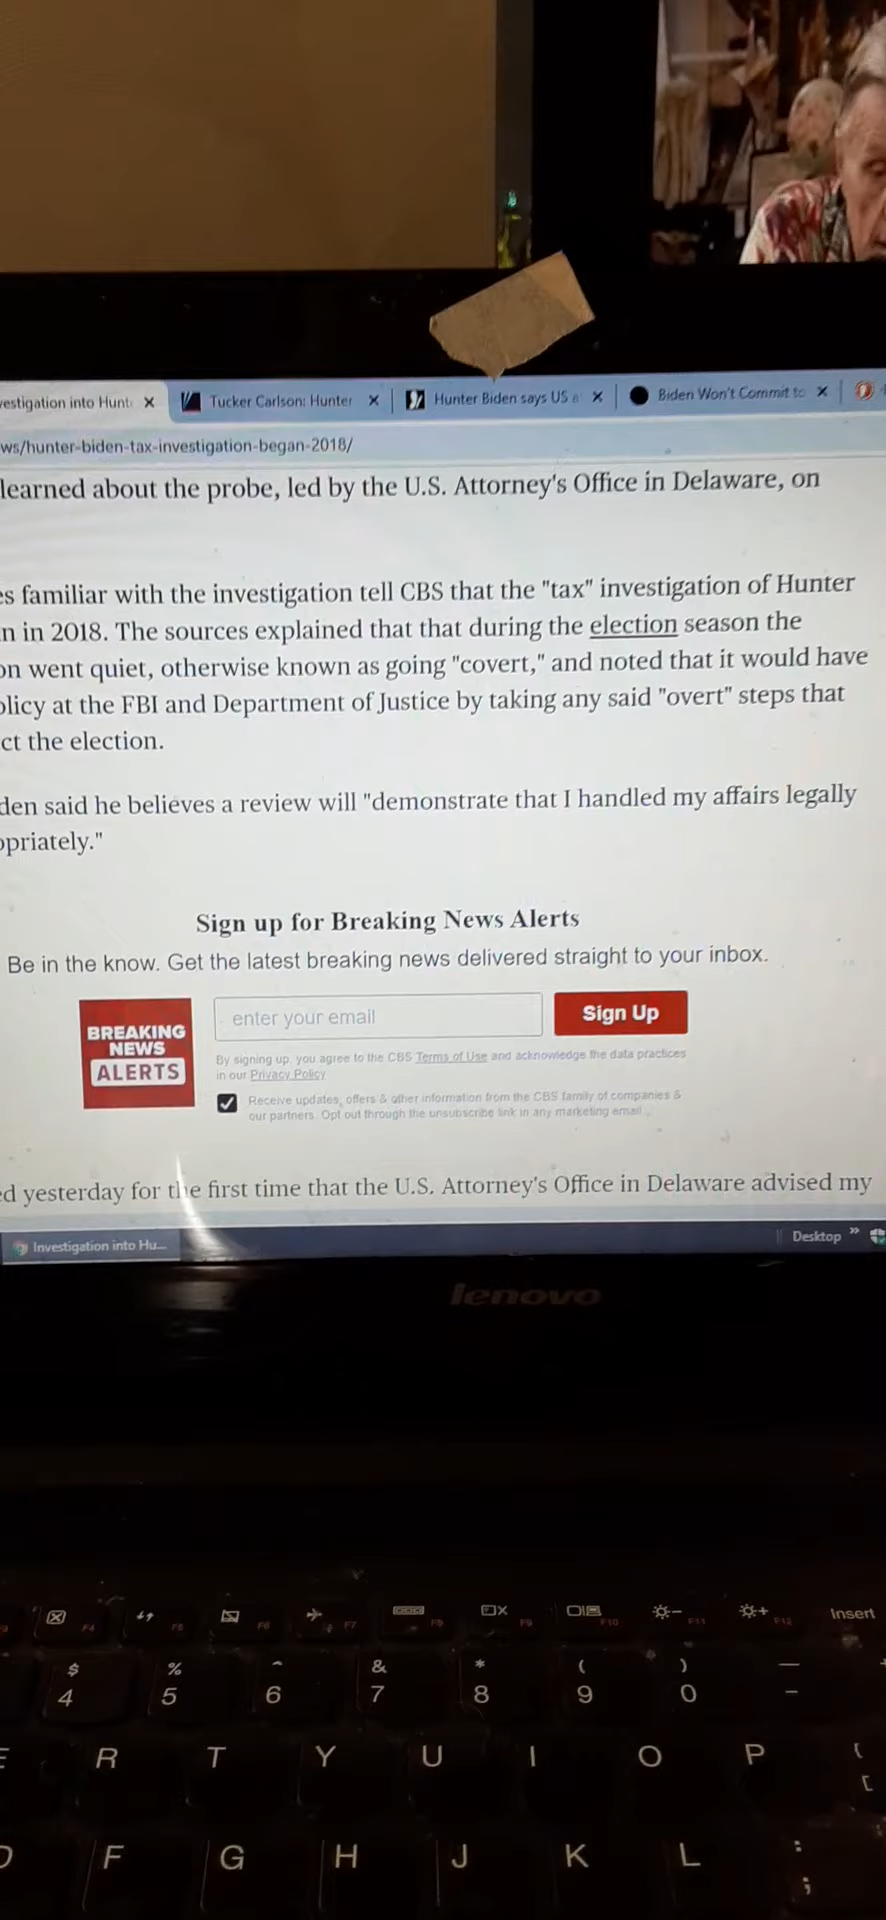 vestigation into Hunt
Tucker Carlson: Hunter
Hunter Biden says US a
Biden Won't Commit to
ws/hunter-biden-tax-investigation-began-2018/
learned about the probe, led by the U.S. Attorney's Office in Delaware, on
es familiar with the investigation tell CBS that the "tax" investigation of Hunter
n in 2018. The sources explained that that during the election season the
on went quiet, otherwise known as going "covert," and noted that it would have
olicy at the FBI and Department of Justice by taking any said "overt" steps that
ct the election.
den said he believes a review will "demonstrate that I handled my affairs legally
opriately."
Sign up for Breaking News Alerts
Be in the know. Get the latest breaking news delivered straight to your inbox.
BREAKING
NEWS
ALERTS
enter your email
Sign Up
By signing up, you agree to the CBS Terms of Use and acknowledge the data practices
in our Privacy Policy
Receive updates, offers & other information from the CBS family of companies &
our partners. Opt out through the unsubscribe link in any marketing email.
ed yesterday for the first time that the U.S. Attorney's Office in Delaware advised my
Investigation into Hu...
Desktop
lenovo
F4 F5 F6 F7 F8 F9 F10 F11 F12 Insert
$ % ^ & * ( ) —
4 5 6 7 8 9 0 -
E R T Y U I O P { [
D F G H J K L : ;